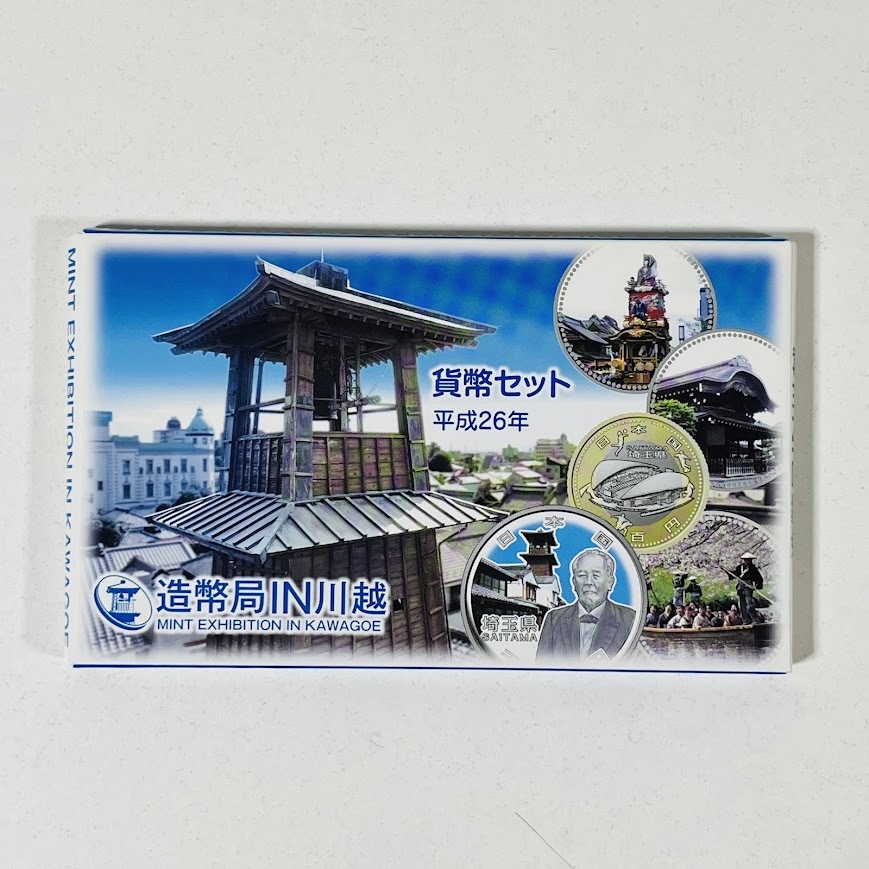 MINT EXHIBITION IN KAWAGOE
貨幣セット
平成26年
日本国
SAITAMA
埼玉県
百円
日本国
埼玉県
SAITAMA
造幣局IN川越
MINT EXHIBITION IN KAWAGOE